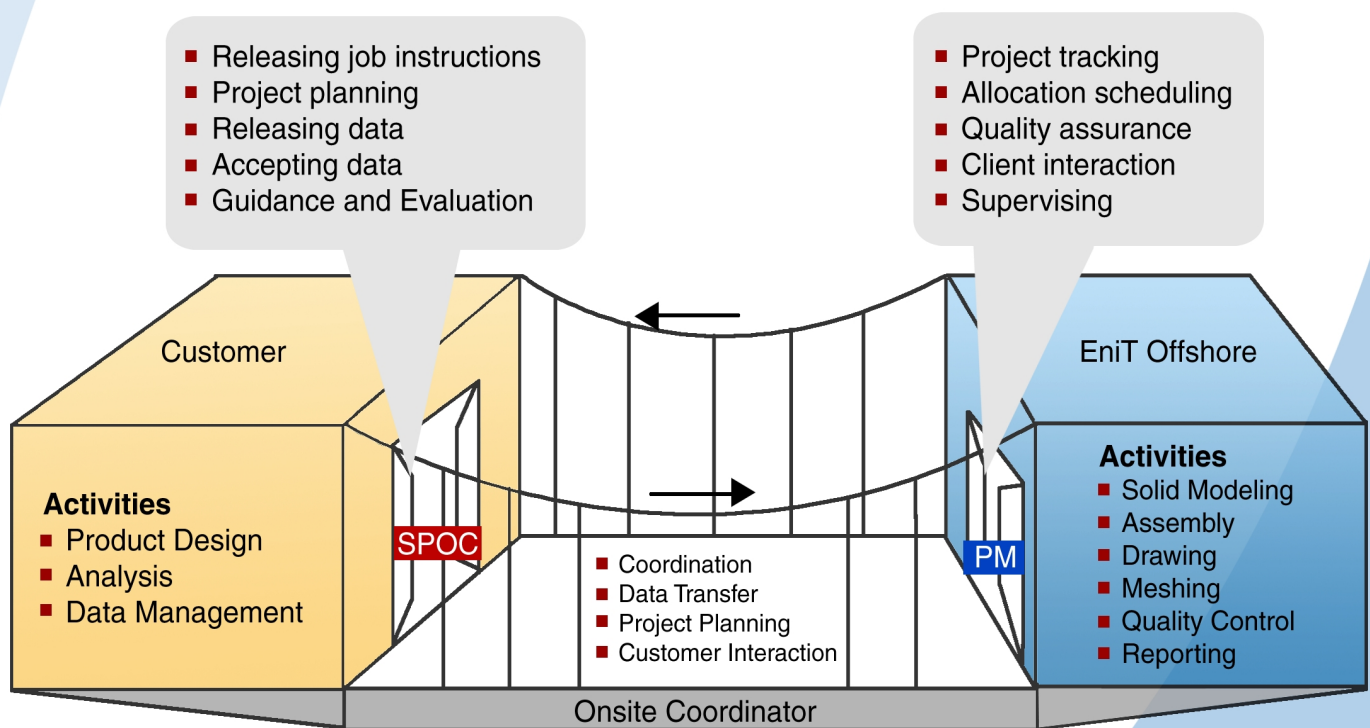 Releasing job instructions
Project planning
Releasing data
Accepting data
Guidance and Evaluation
Project tracking
Allocation scheduling
Quality assurance
Client interaction
Supervising
Customer
EniT Offshore
Activities
Product Design
Analysis
Data Management
SPOC
Coordination
Data Transfer
Project Planning
Customer Interaction
PM
Activities
Solid Modeling
Assembly
Drawing
Meshing
Quality Control
Reporting
Onsite Coordinator